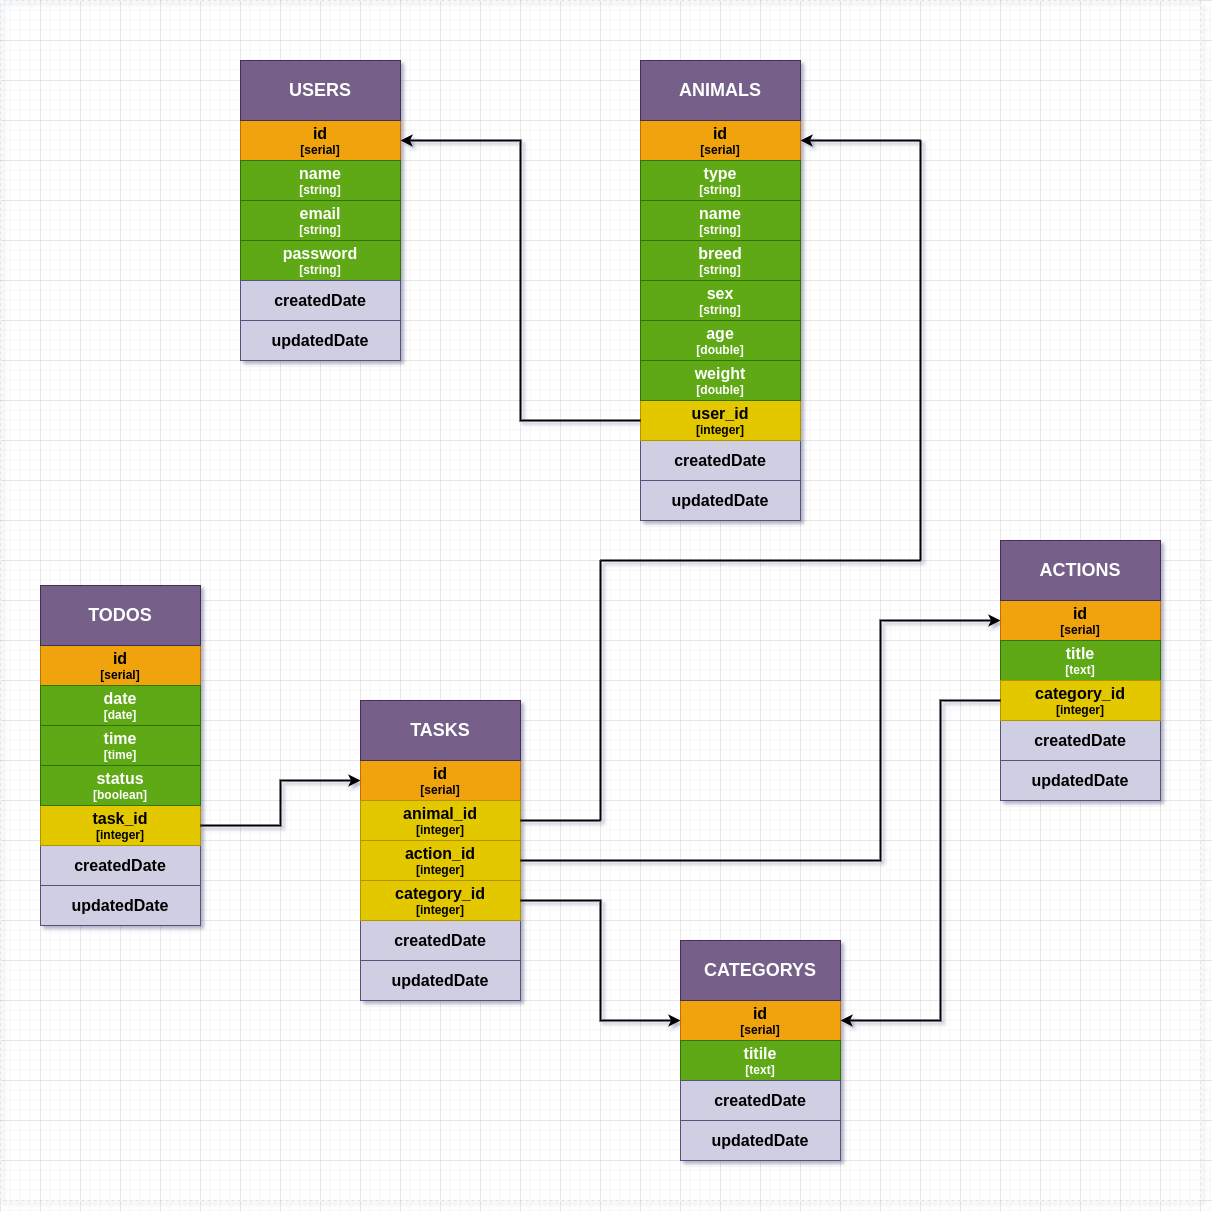 USERS
id
[serial]
name
[string]
email
[string]
password
[string]
createdDate
updatedDate
ANIMALS
id
[serial]
type
[string]
name
[string]
breed
[string]
sex
[string]
age
[double]
weight
[double]
user_id
[integer]
createdDate
updatedDate
TODOS
id
[serial]
date
[date]
time
[time]
status
[boolean]
task_id
[integer]
createdDate
updatedDate
TASKS
id
[serial]
animal_id
[integer]
action_id
[integer]
category_id
[integer]
createdDate
updatedDate
ACTIONS
id
[serial]
title
[text]
category_id
[integer]
createdDate
updatedDate
CATEGORYS
id
[serial]
titile
[text]
createdDate
updatedDate